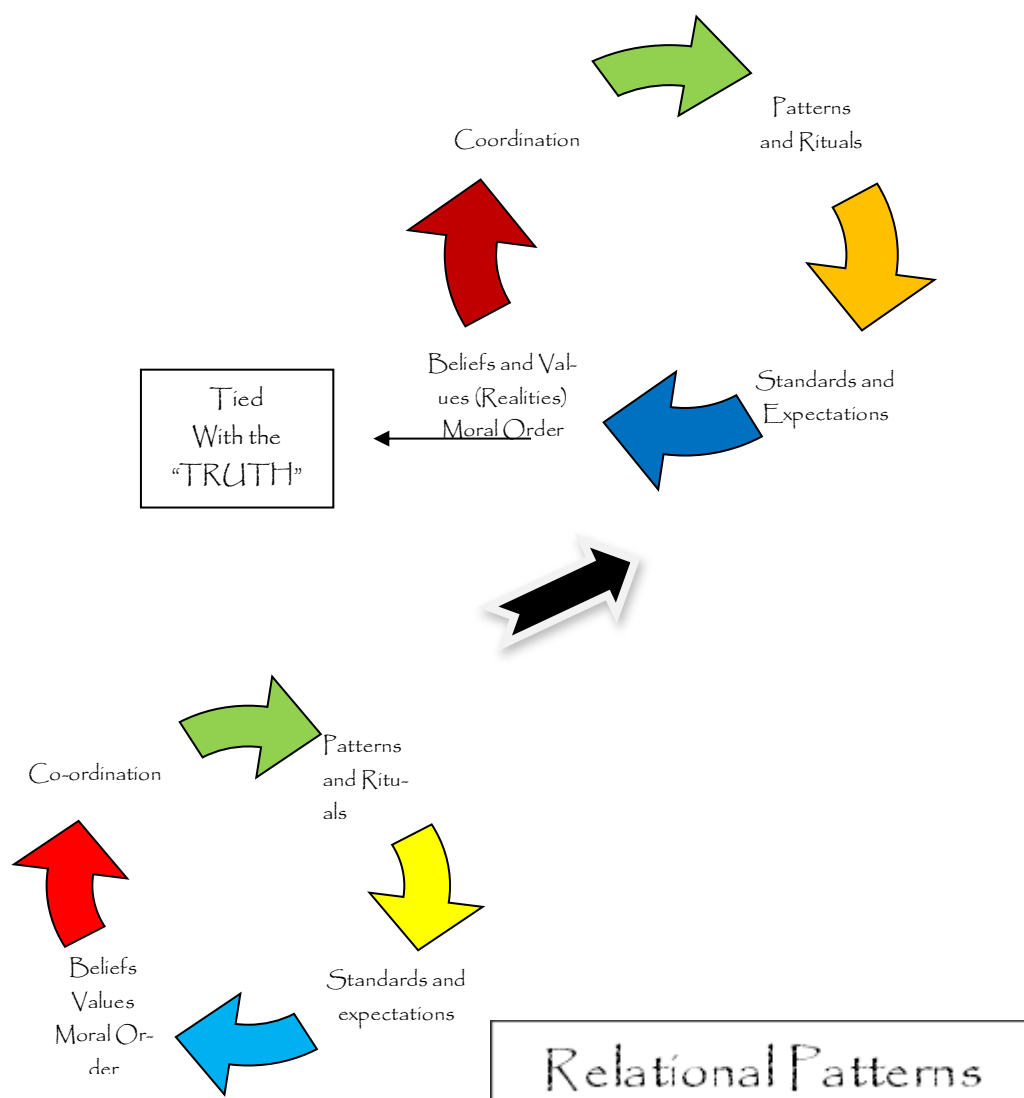 Coordination
Patterns
and Rituals
Beliefs and Val-
ues (Realities)
Moral Order
Standards and
Expectations
Tied
With the
“TRUTH”
Co-ordination
Patterns
and Ritu-
als
Beliefs
Values
Moral Or-
der
Standards and
expectations
Relational Patterns